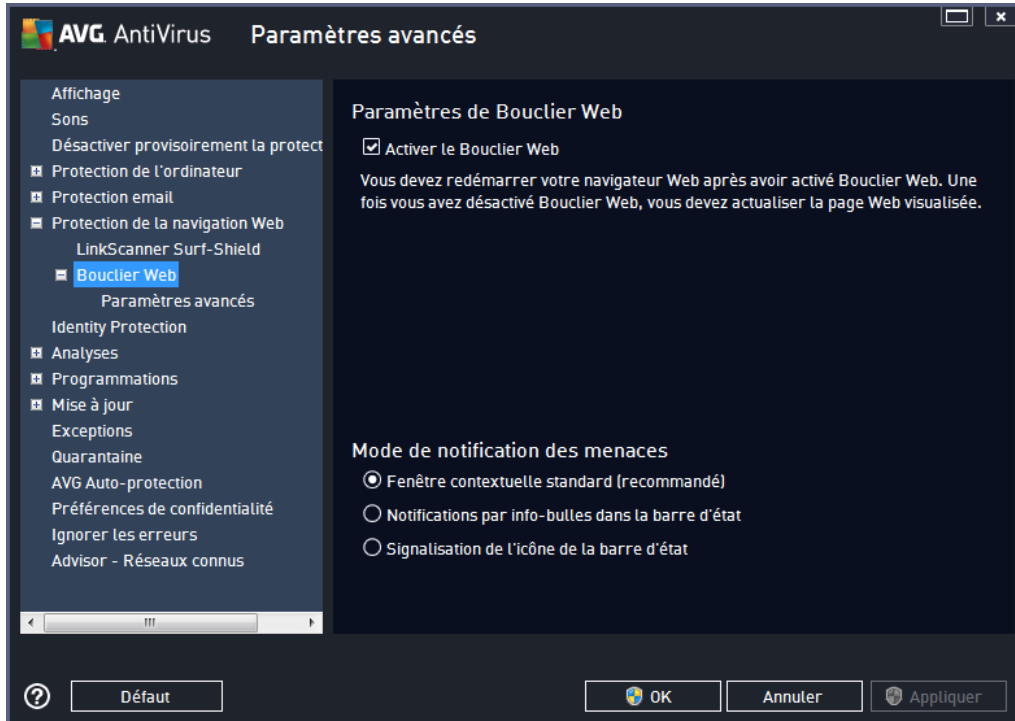 AVG. AntiVirus Paramètres avancés
Affichage
Sons
Désactiver provisoirement la protect
Protection de l'ordinateur
Protection email
Protection de la navigation Web
LinkScanner Surf-Shield
Bouclier Web
Paramètres avancés
Identity Protection
Analyses
Programmations
Mise à jour
Exceptions
Quarantaine
AVG Auto-protection
Préférences de confidentialité
Ignorer les erreurs
Advisor - Réseaux connus
Paramètres de Bouclier Web
Activer le Bouclier Web
Vous devez redémarrer votre navigateur Web après avoir activé Bouclier Web. Une
fois vous avez désactivé Bouclier Web, vous devez actualiser la page Web visualisée.
Mode de notification des menaces
Fenêtre contextuelle standard (recommandé)
Notifications par info-bulles dans la barre d'état
Signalisation de l'icône de la barre d'état
? Défaut OK Annuler Appliquer